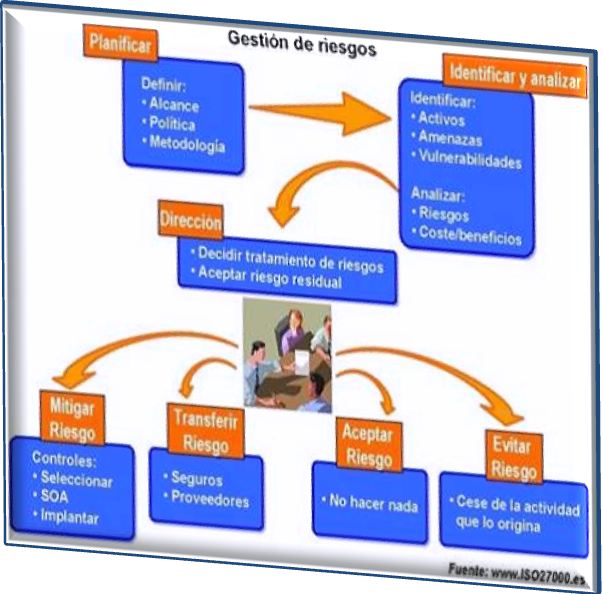 Gestión de riesgos
Planificar
Definir:
• Alcance
• Política
• Metodología
Identificar y analizar
Identificar:
• Activos
• Amenazas
• Vulnerabilidades
Analizar:
• Riesgos
• Coste/beneficios
Dirección
• Decidir tratamiento de riesgos
• Aceptar riesgo residual
Mitigar
Riesgo
Controles:
• Seleccionar
• SOA
• Implantar
Transferir
Riesgo
• Seguros
• Proveedores
Aceptar
Riesgo
• No hacer nada
Evitar
Riesgo
• Cese de la actividad
que lo origina
Fuente: www.ISO27000.es